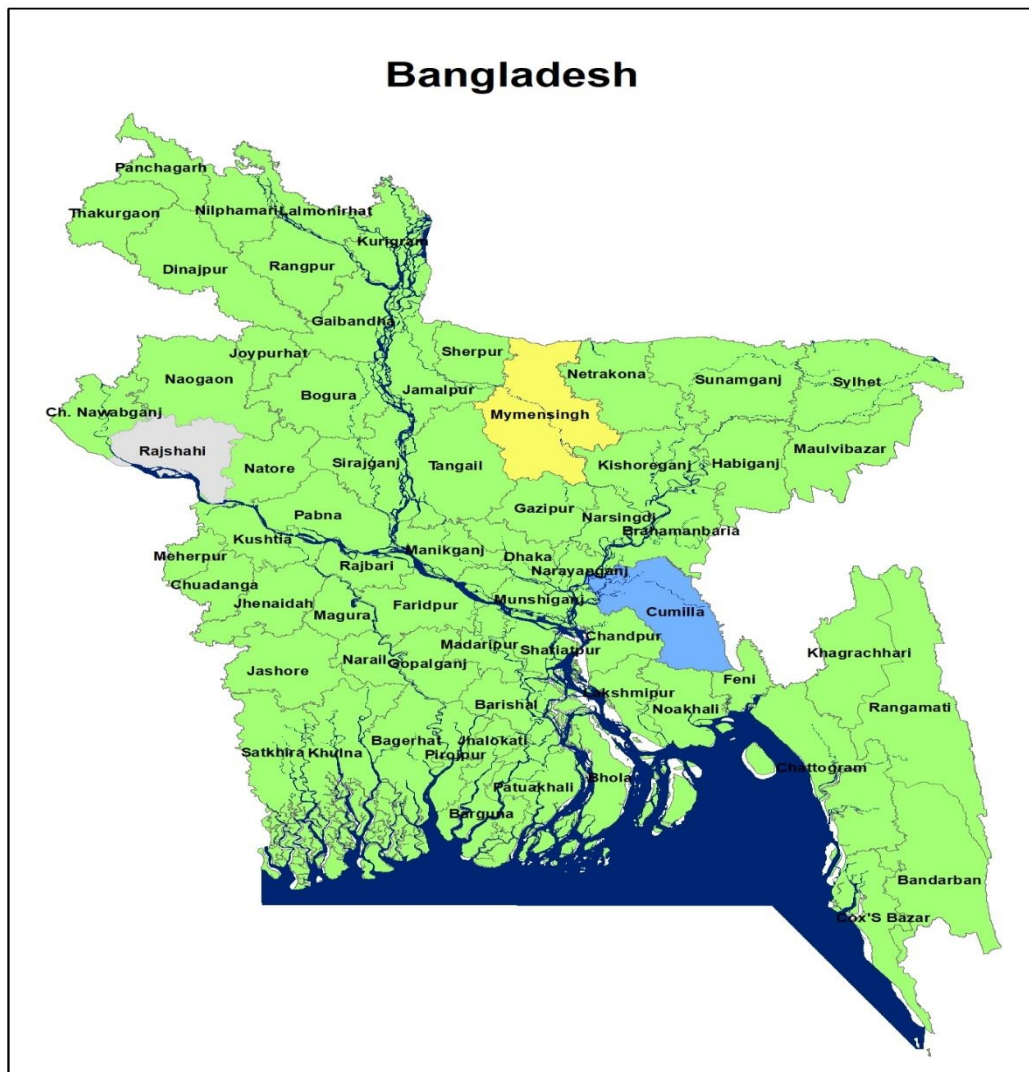 Bangladesh
Panchagarh
Thakurgaon
Nilphamari
Lalmonirhat
Kurigram
Dinajpur
Rangpur
Gaibandha
Joypurhat
Sherpur
Naogaon
Netrakona
Sunamganj
Sylhet
Bogura
Jamalpur
Ch. Nawabganj
Mymensingh
Rajshahi
Natore
Sirajganj
Tangail
Kishoreganj
Habiganj
Maulvibazar
Pabna
Gazipur
Narsingdi
Brahamanbaria
Kushtia
Meherpur
Rajbari
Manikganj
Dhaka
Narayanganj
Chuadanga
Jhenaidah
Magura
Faridpur
Munshiganj
Cumilla
Madaripur
Shariatpur
Chandpur
Khagrachhari
Jashore
Narail
Gopalganj
Feni
Lakshmipur
Noakhali
Rangamati
Barishal
Satkhira
Khulna
Bagerhat
Pirojpur
Jhalokati
Bhola
Chattogram
Patuakhali
Barguna
Bandarban
Cox'S Bazar